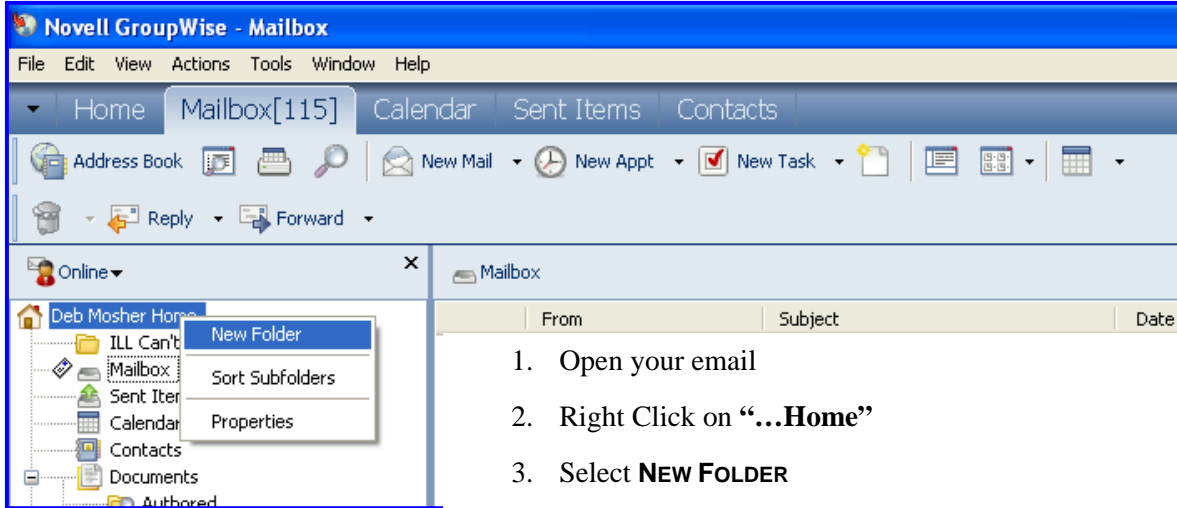 Novell GroupWise - Mailbox
File Edit View Actions Tools Window Help
Home Mailbox[115] Calendar Sent Items Contacts
Address Book New Mail New Appt New Task
Reply Forward
Online Mailbox
From Subject Date
Deb Mosher Home
New Folder
ILL Can't
Mailbox
Sort Subfolders
Sent Iter
Calendar
Properties
Contacts
Documents
Authored
1. Open your email
2. Right Click on “…Home”
3. Select NEW FOLDER